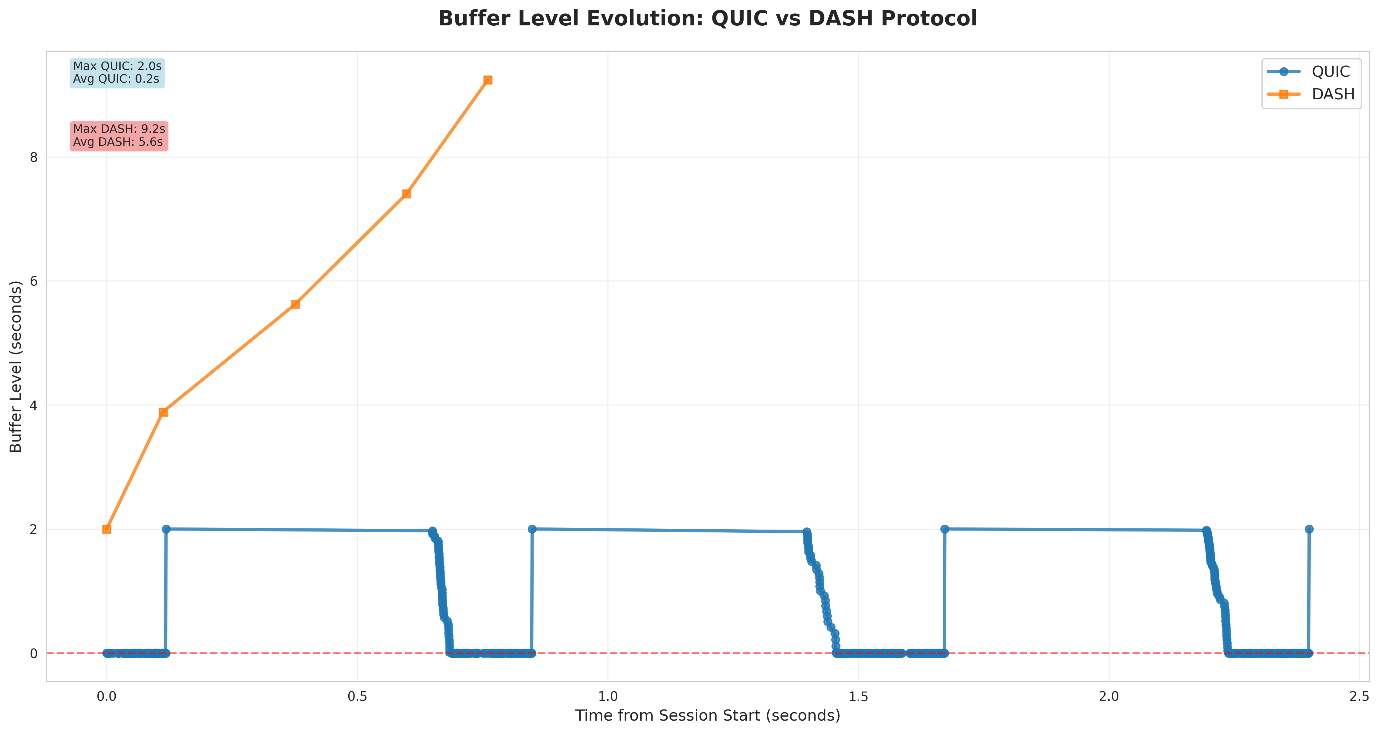 Buffer Level Evolution: QUIC vs DASH Protocol
Max QUIC: 2.0s
Avg QUIC: 0.2s
Max DASH: 9.2s
Avg DASH: 5.6s
QUIC
DASH
Buffer Level (seconds)
8
6
4
2
0
0.0
0.5
1.0
1.5
2.0
2.5
Time from Session Start (seconds)